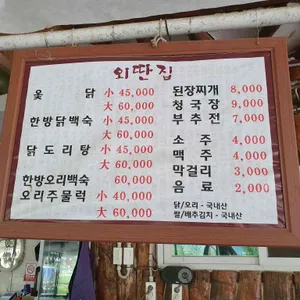 외딴집
옻 닭 小 45,000
大 60,000
한방닭백숙 小 45,000
大 60,000
닭도리탕 小 45,000
大 60,000
한방오리백숙 60,000
오리주물럭 小 40,000
大 60,000
된장찌개 8,000
청국장 9,000
부추전 7,000
소 주 4,000
맥 주 4,000
막걸리 3,000
음 료 2,000
닭/오리 - 국내산
쌀/배추김치 - 국내산